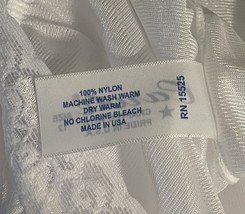 100% NYLON
MACHINE WASH WARM
DRY WARM
NO CHLORINE BLEACH
MADE IN USA
RN 15525